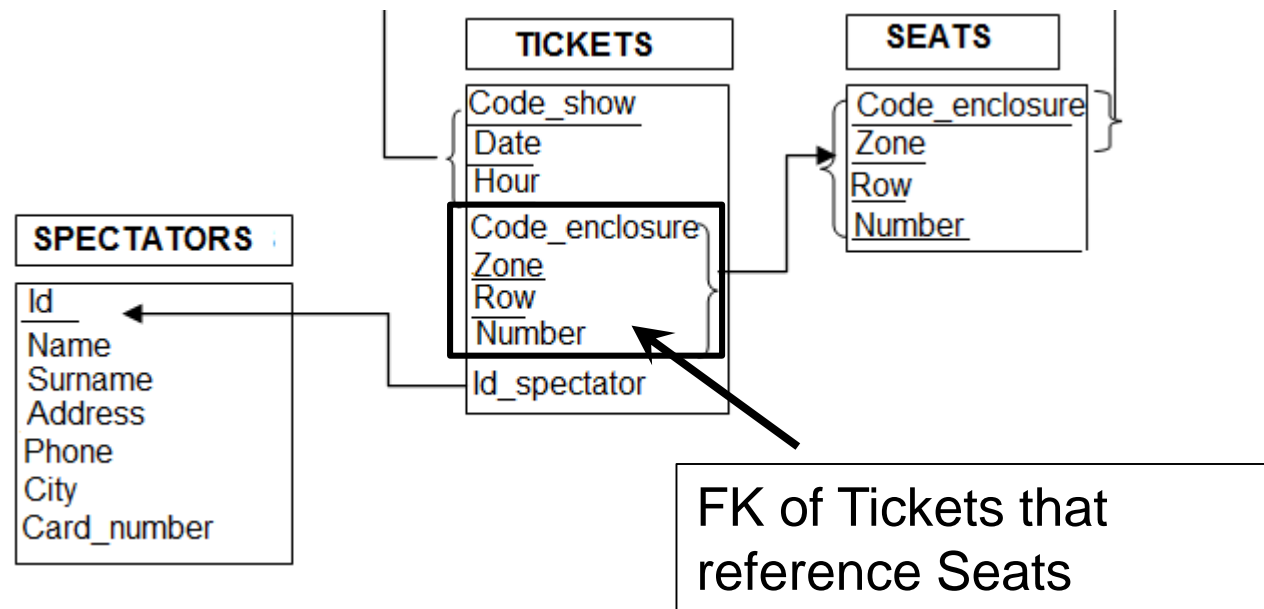 TICKETS
Code_show
Date
Hour
Code_enclosure
Zone
Row
Number
Id_spectator
SEATS
Code_enclosure
Zone
Row
Number
SPECTATORS
Id
Name
Surname
Address
Phone
City
Card_number
FK of Tickets that
reference Seats